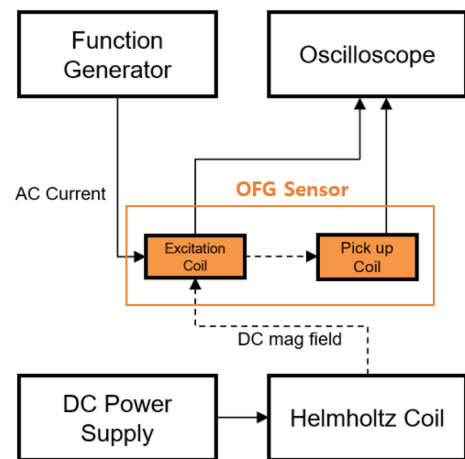 Function
Generator
Oscilloscope
AC Current
OFG Sensor
Excitation
Coil
Pick up
Coil
DC mag field
DC Power
Supply
Helmholtz Coil